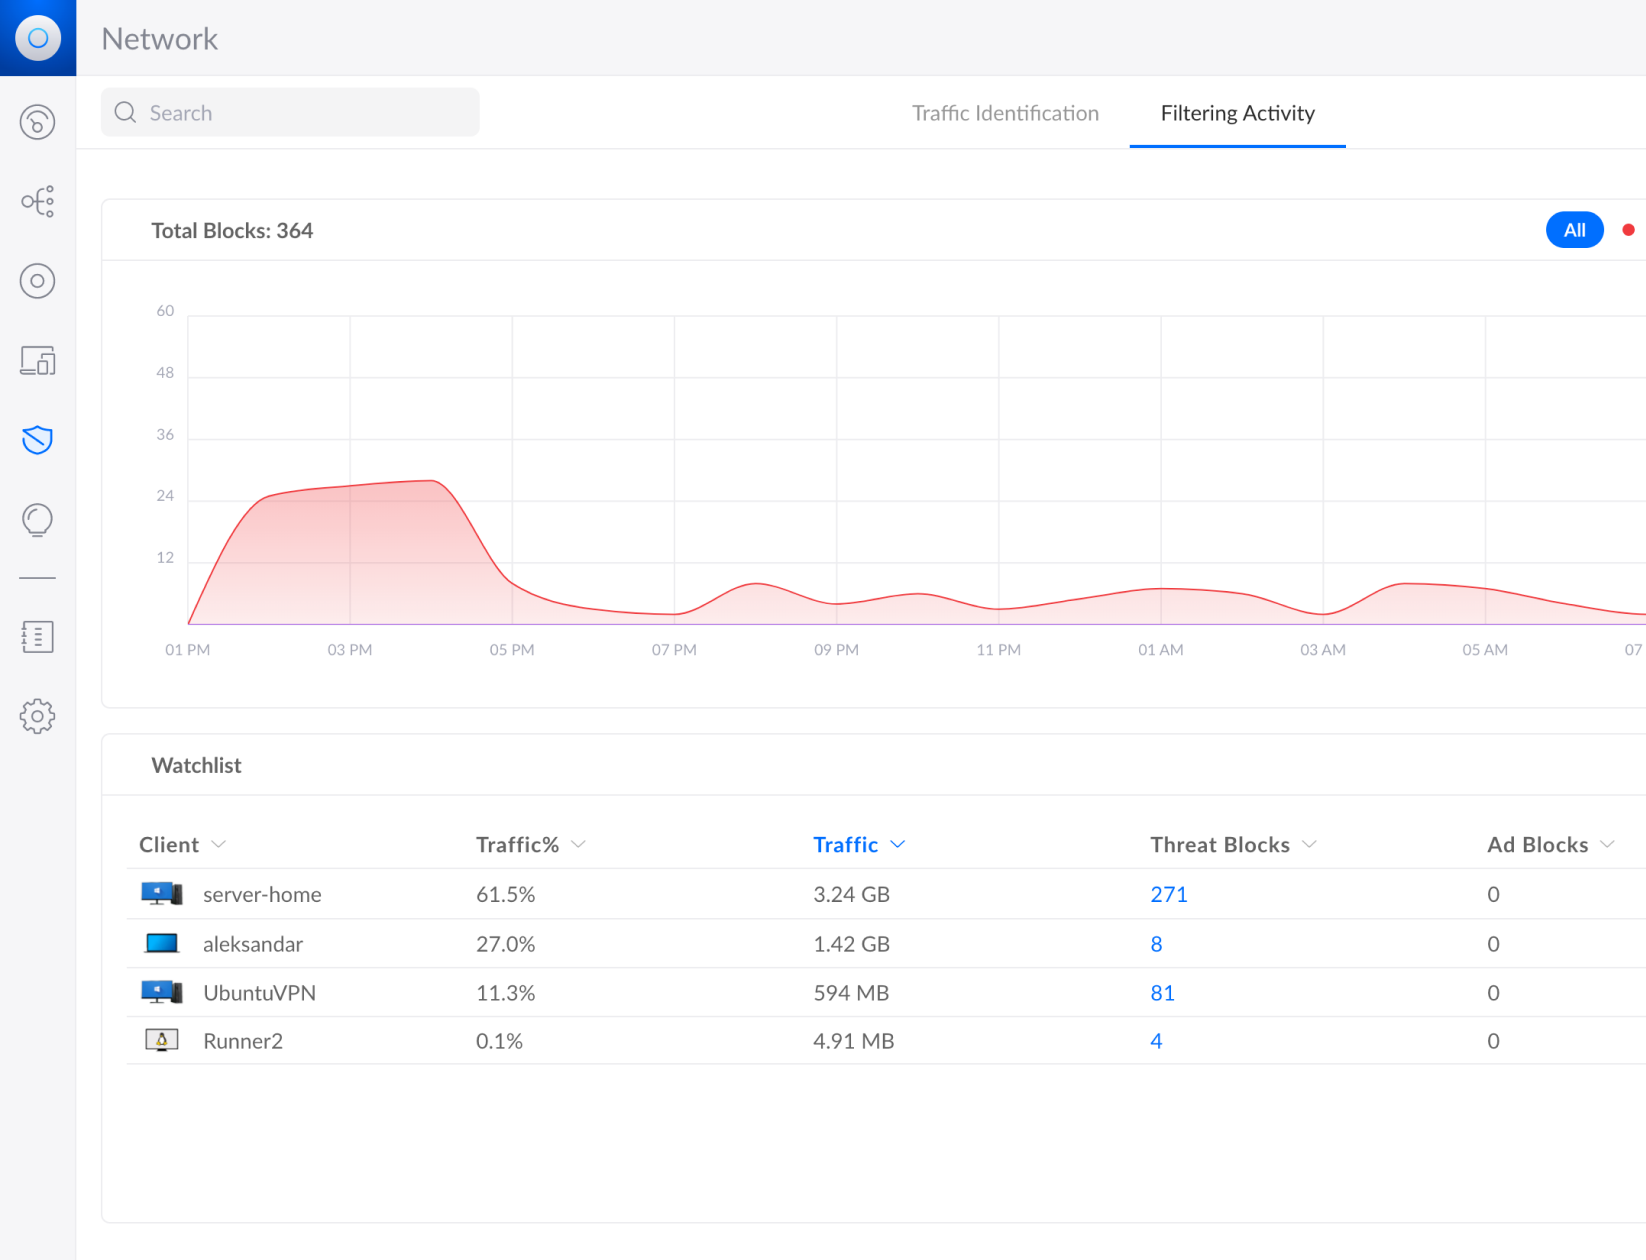 Network
Search
Traffic Identification
Filtering Activity
Total Blocks: 364
All
60
48
36
24
12
01 PM 03 PM 05 PM 07 PM 09 PM 11 PM 01 AM 03 AM 05 AM 07
Watchlist
Client Traffic% Traffic Threat Blocks Ad Blocks
server-home 61.5% 3.24 GB 271 0
aleksandar 27.0% 1.42 GB 8 0
UbuntuVPN 11.3% 594 MB 81 0
Runner2 0.1% 4.91 MB 4 0